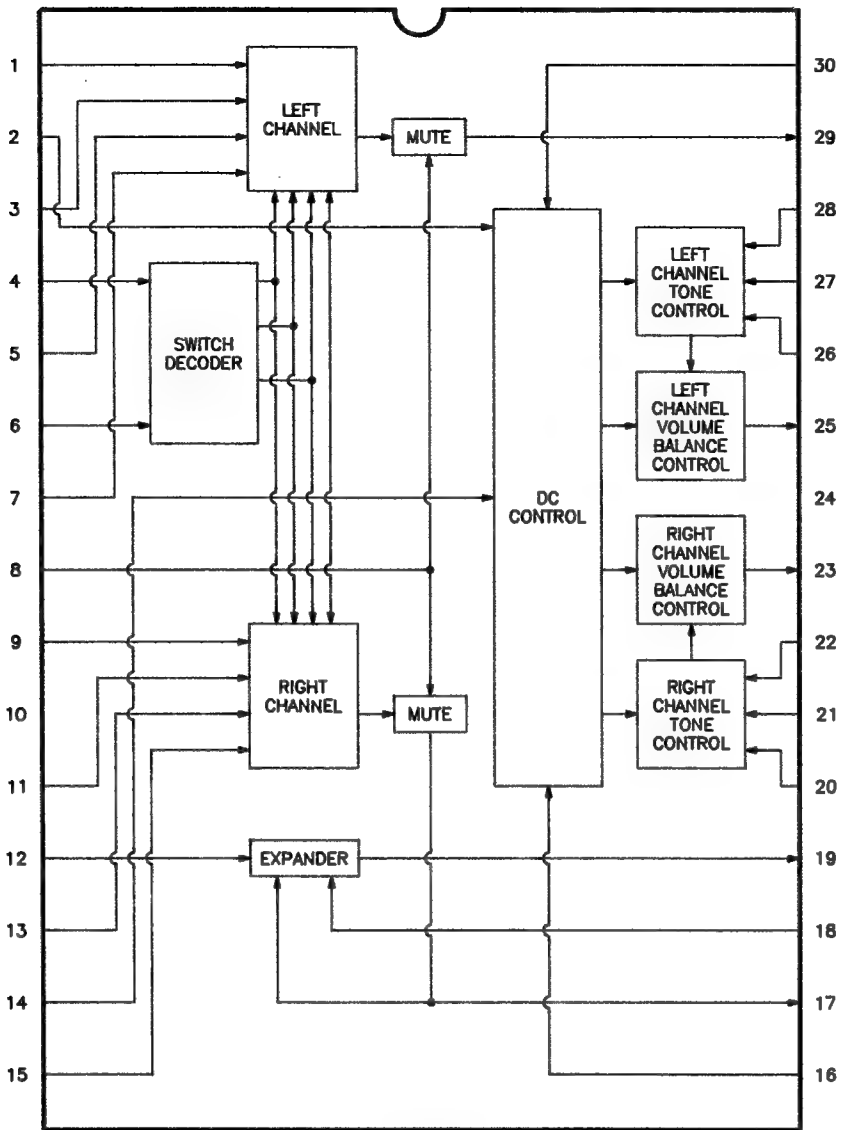 1
30
LEFT
CHANNEL
2
MUTE
29
3
28
4
LEFT
CHANNEL
TONE
CONTROL
27
5
SWITCH
DECODER
26
6
LEFT
CHANNEL
VOLUME
BALANCE
CONTROL
25
7
DC
CONTROL
24
8
RIGHT
CHANNEL
VOLUME
BALANCE
CONTROL
23
9
22
10
RIGHT
CHANNEL
MUTE
RIGHT
CHANNEL
TONE
CONTROL
21
11
20
12
EXPANDER
19
13
18
14
17
15
16